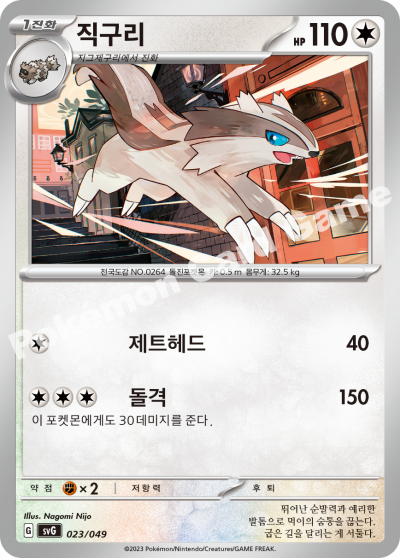 1진화
직구리
HP 110
지그제구리에서 진화
전국도감 NO.0264 돌진포켓몬 키: 0.5 m 몸무게: 32.5 kg
Pokémon Card Game
제트헤드 40
돌격 150
이 포켓몬에게도 30데미지를 준다.
약점 ×2 저항력 후퇴
Illus. Nagomi Nijo
G svG 023/049
뛰어난 순발력과 예리한
발톱으로 먹이의 숨통을 끊는다.
굽은 길을 달리는 게 서툴다.
©2023 Pokémon/Nintendo/Creatures/GAME FREAK.